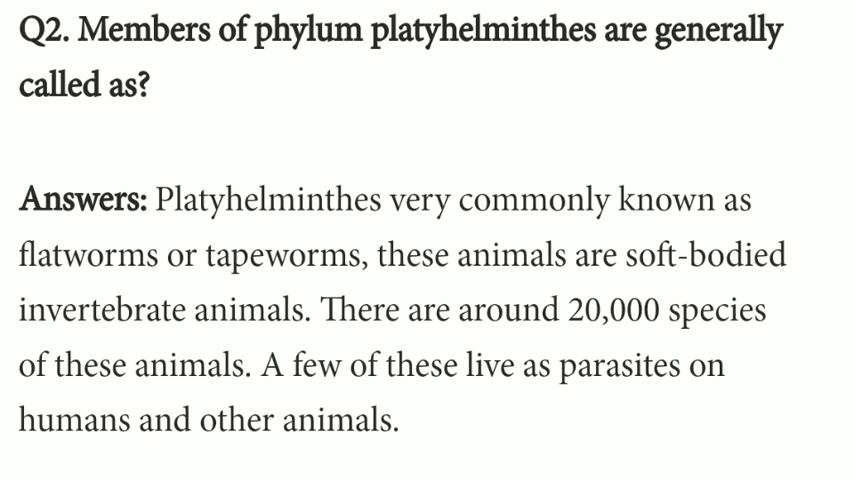 Q2. Members of phylum platyhelminthes are generally
called as?
Answers: Platyhelminthes very commonly known as
flatworms or tapeworms, these animals are soft-bodied
invertebrate animals. There are around 20,000 species
of these animals. A few of these live as parasites on
humans and other animals.